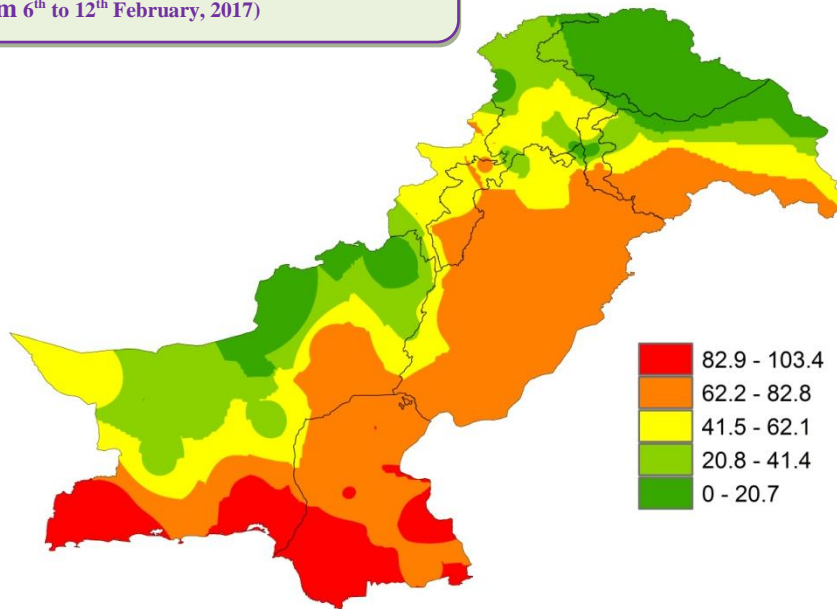 6th to 12th February, 2017)
82.9 - 103.4
62.2 - 82.8
41.5 - 62.1
20.8 - 41.4
0 - 20.7